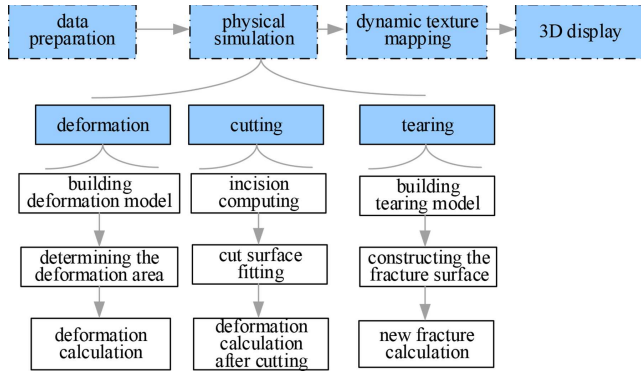 data
preparation
physical
simulation
dynamic texture
mapping
3D display
deformation
cutting
tearing
building
deformation model
incision
computing
building
tearing model
determining the
deformation area
cut surface
fitting
constructing the
fracture surface
deformation
calculation
deformation
calculation
after cutting
new fracture
calculation